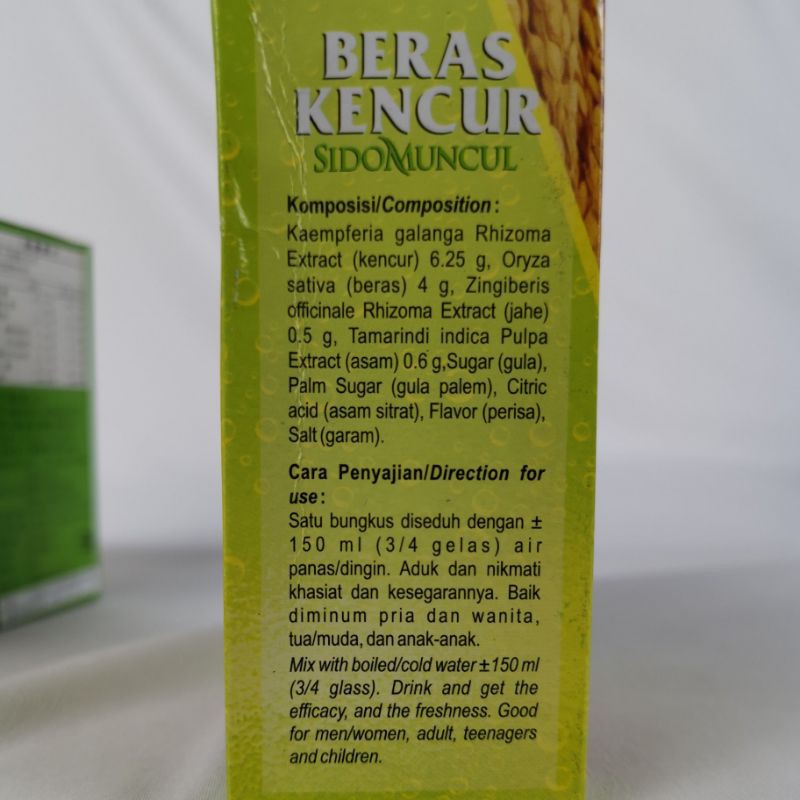 BERAS
KENCUR
SIDOMUNCUL
Komposisi/Composition :
Kaempferia galanga Rhizoma
Extract (kencur) 6.25 g, Oryza
sativa (beras) 4 g, Zingiberis
officinale Rhizoma Extract (jahe)
0.5 g, Tamarindi indica Pulpa
Extract (asam) 0.6 g,Sugar (gula),
Palm Sugar (gula palem), Citric
acid (asam sitrat), Flavor (perisa),
Salt (garam).
Cara Penyajian/Direction for
use :
Satu bungkus diseduh dengan ±
150 ml (3/4 gelas) air
panas/dingin. Aduk dan nikmati
khasiat dan kesegarannya. Baik
diminum pria dan wanita,
tua/muda, dan anak-anak.
Mix with boiled/cold water ±150 ml
(3/4 glass). Drink and get the
efficacy, and the freshness. Good
for men/women, adult, teenagers
and children.